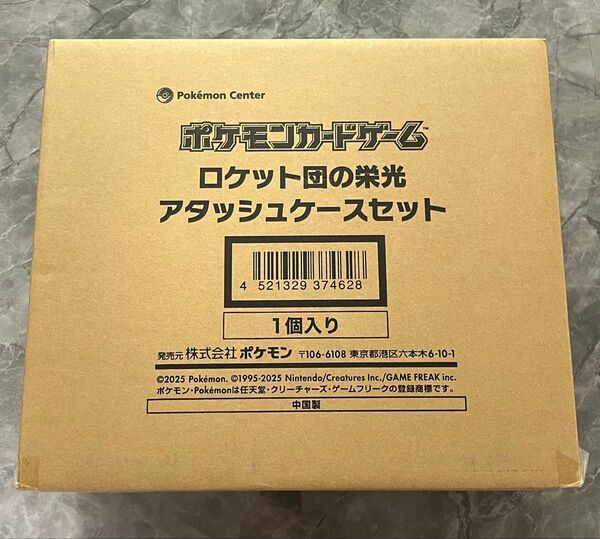 Pokémon Center
ポケモンカードゲーム™
ロケット団の栄光
アタッシュケースセット
4 521329 374628
1個入り
発売元 株式会社 ポケモン 〒106-6108 東京都港区六本木6-10-1
©2025 Pokémon. ©1995-2025 Nintendo/Creatures Inc./GAME FREAK inc.
ポケモン・Pokémonは任天堂・クリーチャーズ・ゲームフリークの登録商標です。
中国製